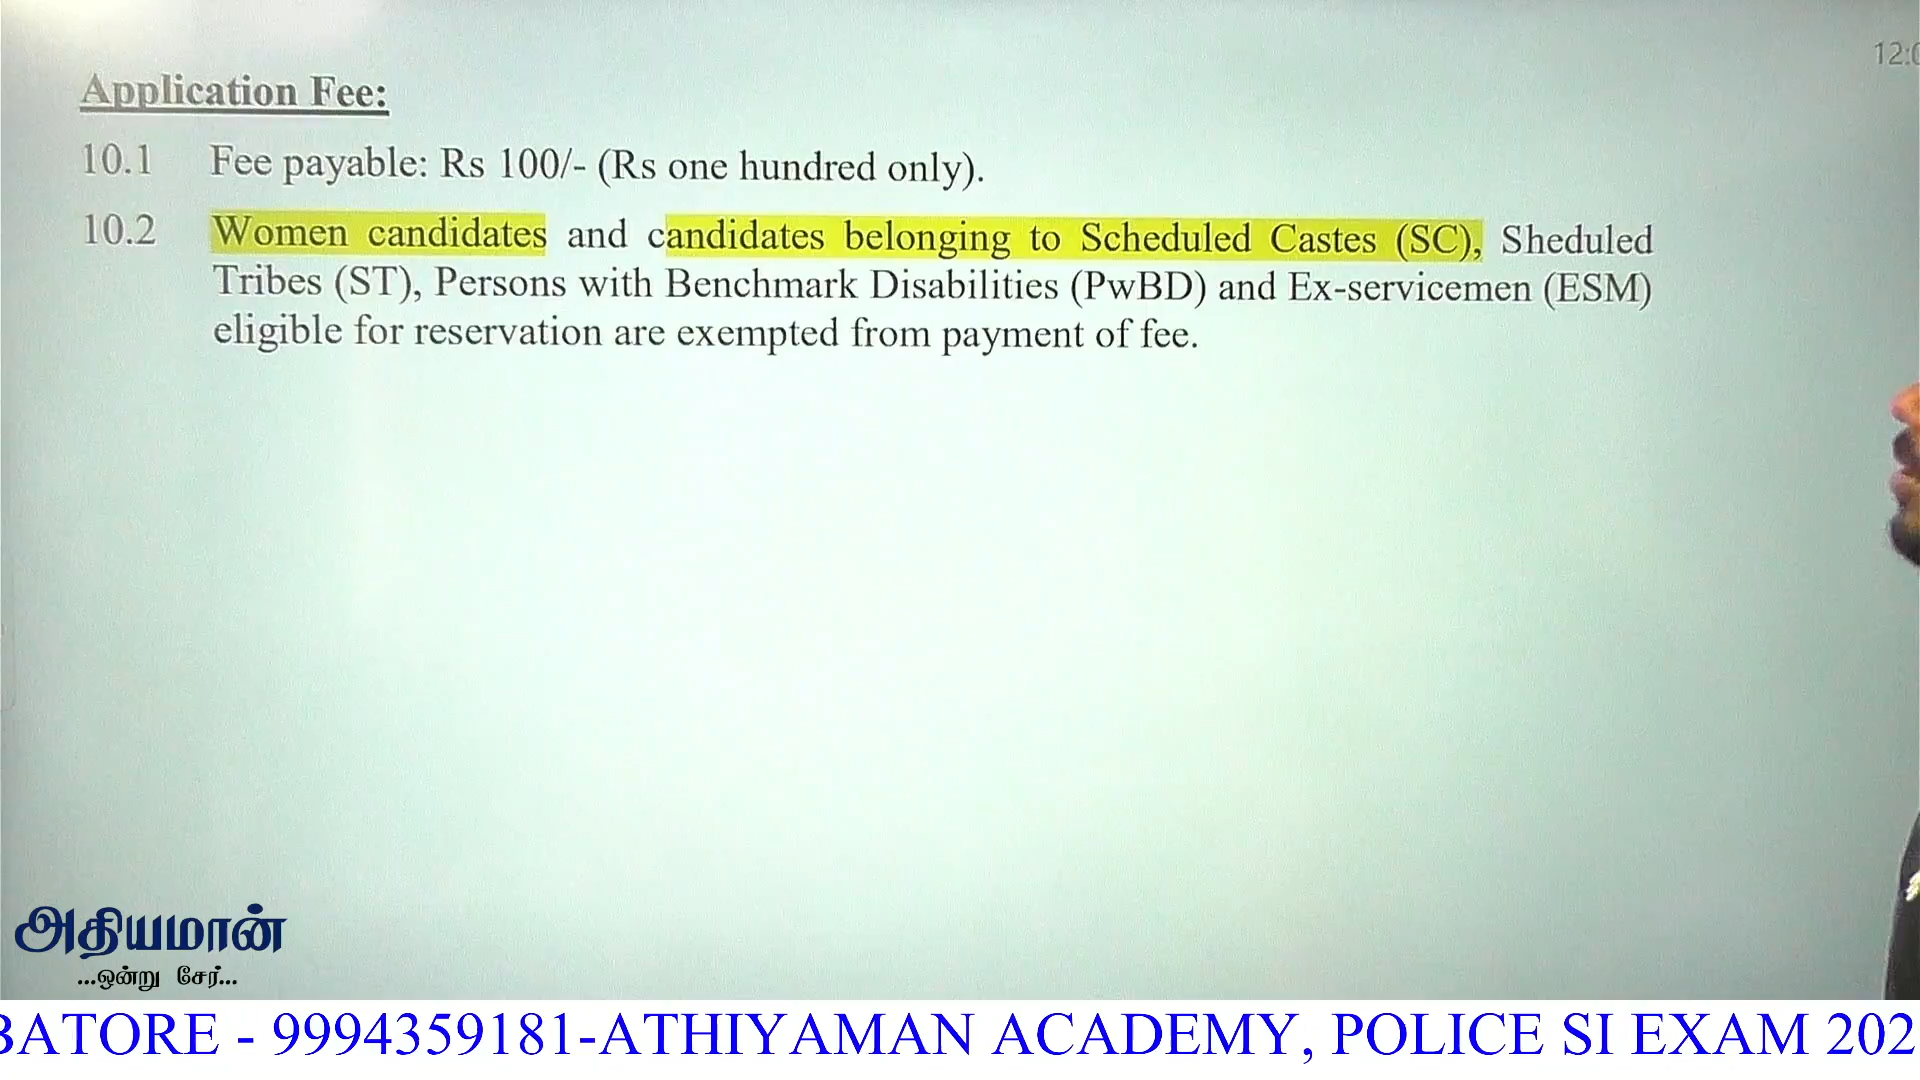 12:0
Application Fee:
10.1 Fee payable: Rs 100/- (Rs one hundred only).
10.2 Women candidates and candidates belonging to Scheduled Castes (SC), Sheduled
Tribes (ST), Persons with Benchmark Disabilities (PwBD) and Ex-servicemen (ESM)
eligible for reservation are exempted from payment of fee.
அதியமான்
...ஒன்று சேர்...
BATORE - 9994359181-ATHIYAMAN ACADEMY, POLICE SI EXAM 202